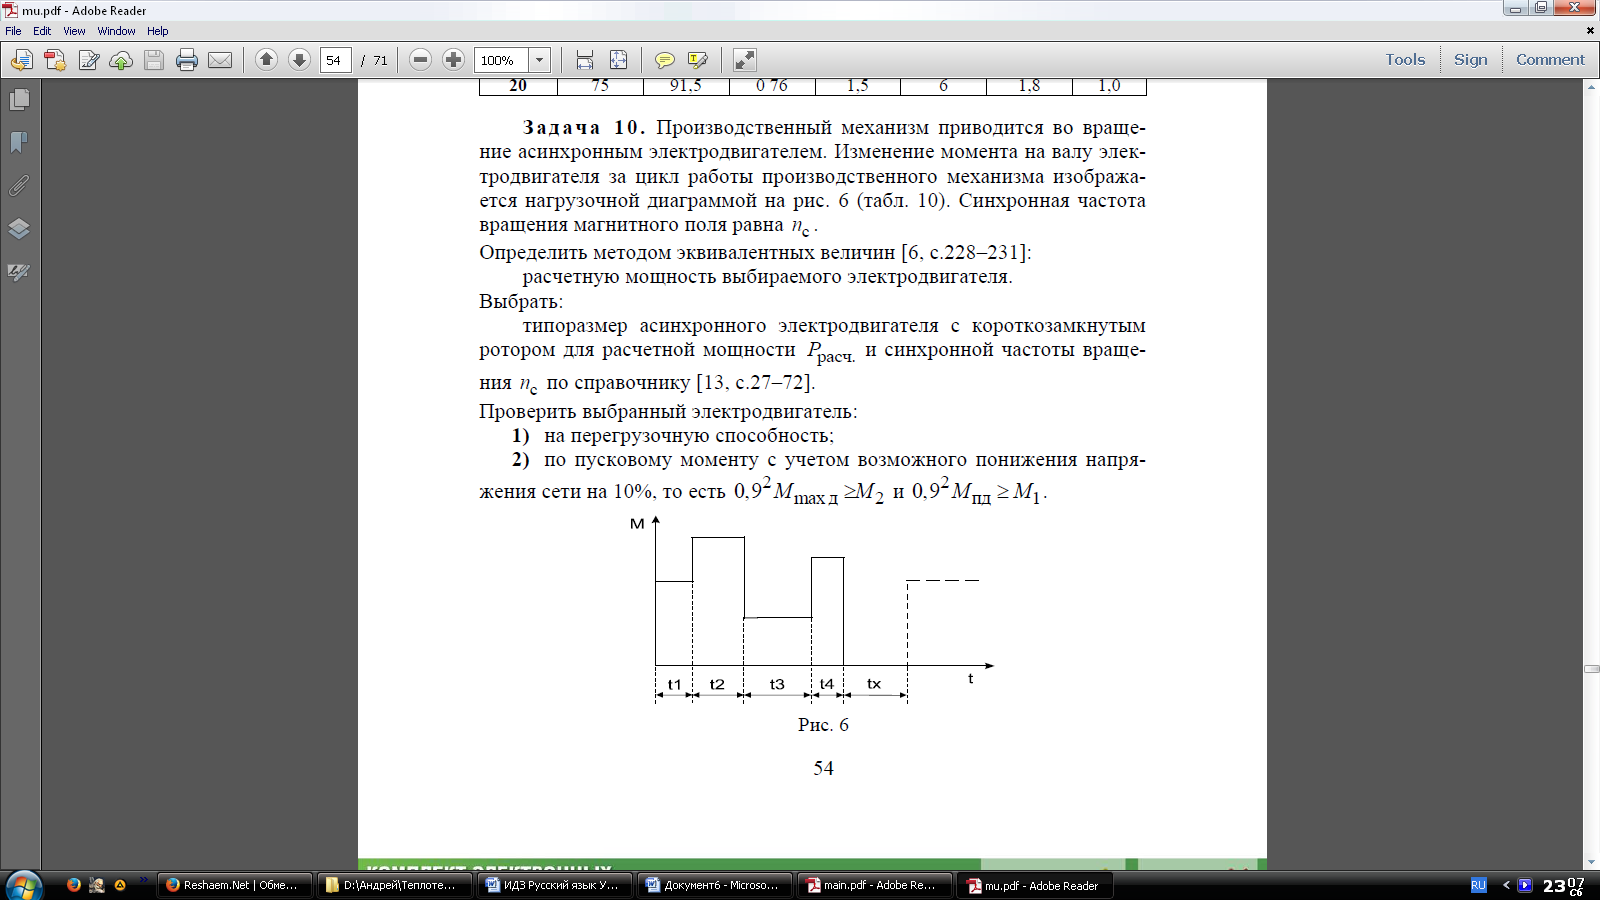 mu.pdf - Adobe Reader
File Edit View Window Help
54 / 71 100% Tools Sign Comment
20 75 91,5 0 76 1,5 6 1,8 1,0
Задача 10. Производственный механизм приводится во враще-
ние асинхронным электродвигателем. Изменение момента на валу элек-
тродвигателя за цикл работы производственного механизма изобража-
ется нагрузочной диаграммой на рис. 6 (табл. 10). Синхронная частота
вращения магнитного поля равна nс .
Определить методом эквивалентных величин [6, с.228–231]:
расчетную мощность выбираемого электродвигателя.
Выбрать:
типоразмер асинхронного электродвигателя с короткозамкнутым
ротором для расчетной мощности Pрасч. и синхронной частоты враще-
ния nс по справочнику [13, с.27–72].
Проверить выбранный электродвигатель:
1) на перегрузочную способность;
2) по пусковому моменту с учетом возможного понижения напря-
жения сети на 10%, то есть 0,9² Mmax д ≥M2 и 0,9² Mпд ≥ M1 .
M
t1 t2 t3 t4 tx t
Рис. 6
54
Reshaem.Net | Обме... D:\Андрей\Теплоте... ИДЗ Русский язык У... Документ6 - Microso... main.pdf - Adobe Re... mu.pdf - Adobe Reader RU 23 07 Сб